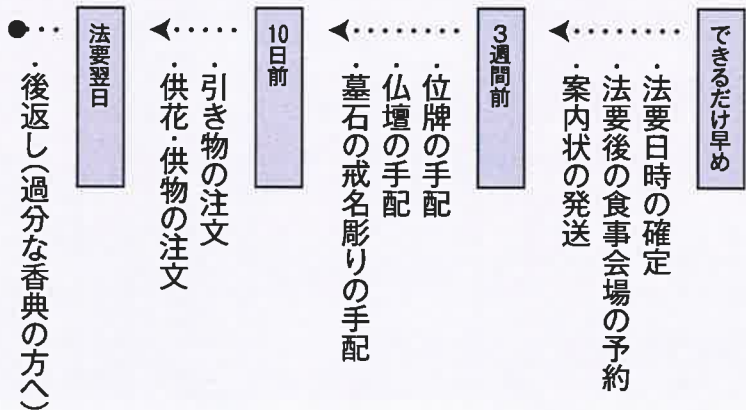 できるだけ早め
・法要日時の確定
・法要後の食事会場の予約
・案内状の発送
3週間前
・位牌の手配
・仏壇の手配
・墓石の戒名彫りの手配
10日前
・引き物の注文
・供花・供物の注文
法要翌日
・後返し(過分な香典の方へ)